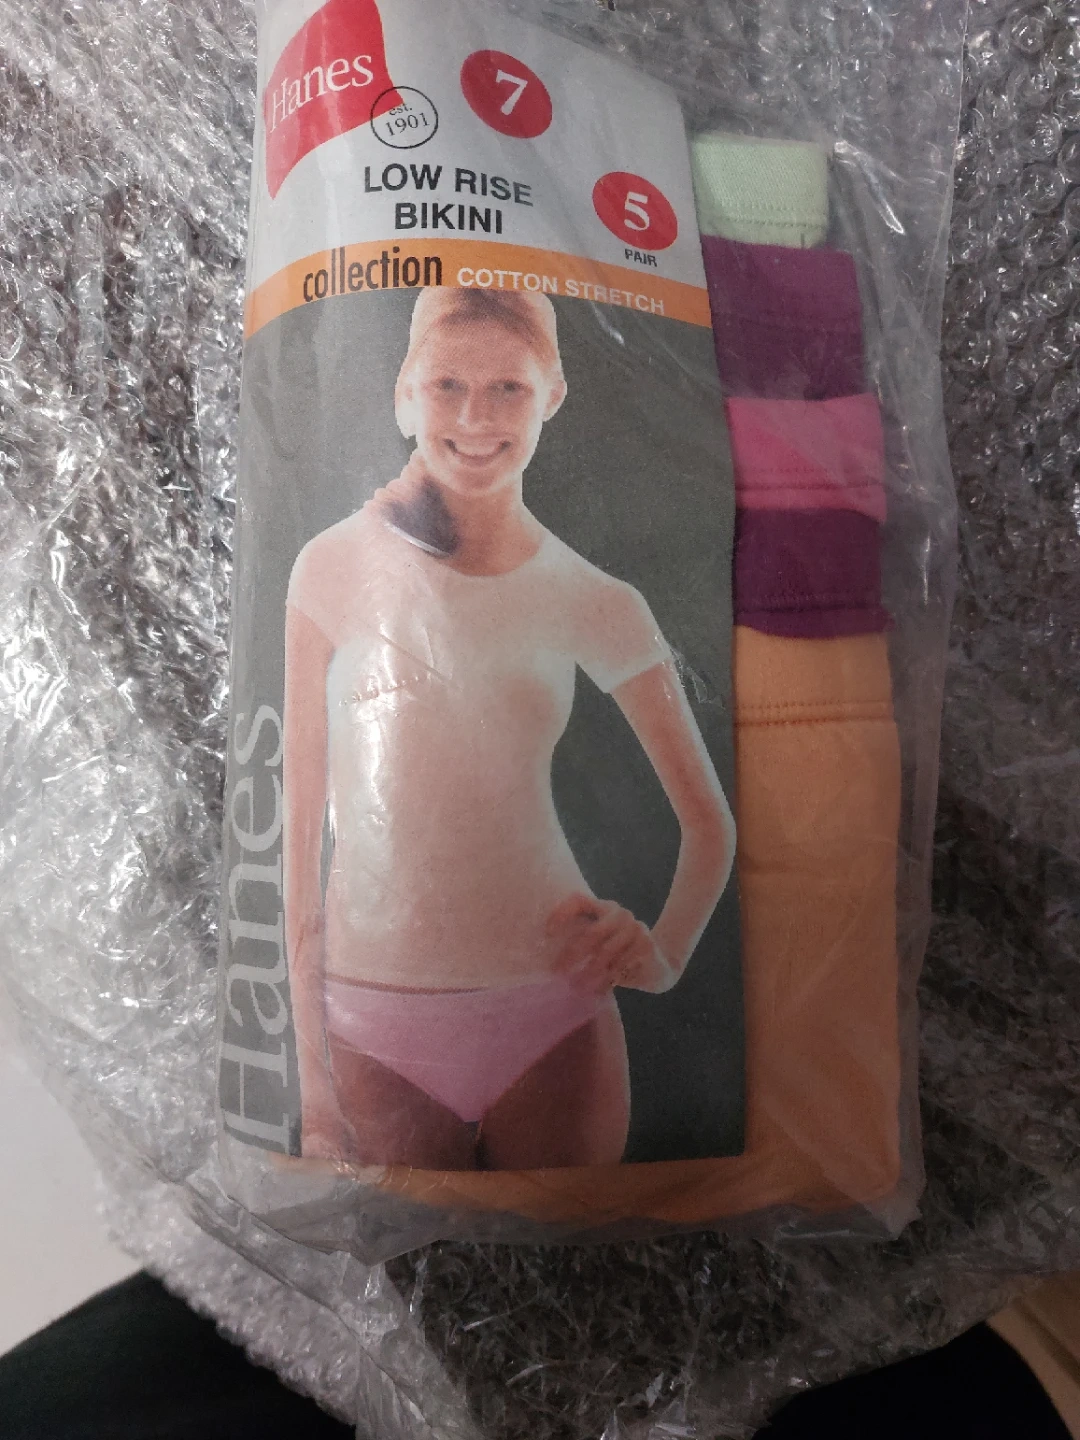 Hanes
est.
1901
7
LOW RISE
BIKINI
5
PAIR
collection COTTON STRETCH
Hanes